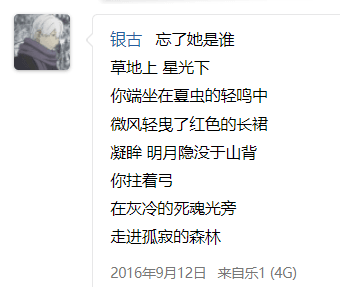 银古 忘了她是谁
草地上 星光下
你端坐在夏虫的轻鸣中
微风轻曳了红色的长裙
凝眸 明月隐没于山背
你拄着弓
在灰冷的死魂光旁
走进孤寂的森林
2016年9月12日 来自乐1 (4G)